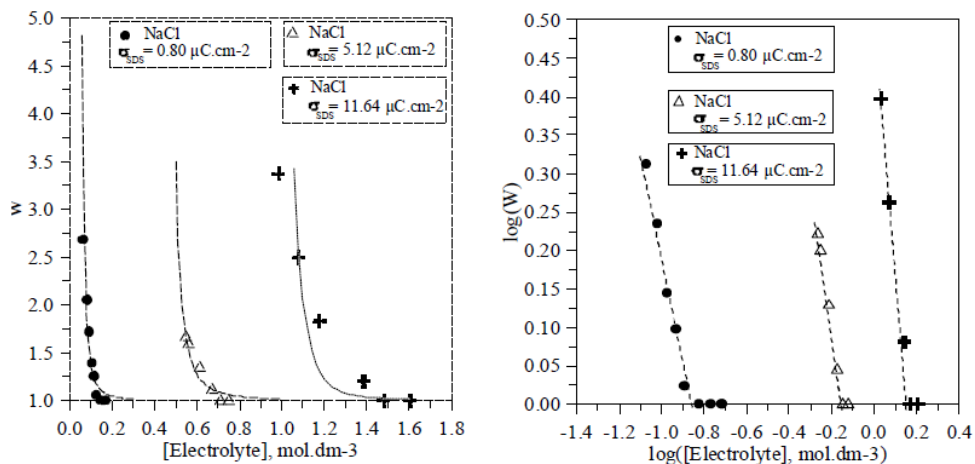 5.0
4.5
4.0
3.5
3.0
2.5
2.0
1.5
1.0
W
NaCl
σSDS = 0.80 µC.cm-2
NaCl
σSDS = 5.12 µC.cm-2
NaCl
σSDS = 11.64 µC.cm-2
0.0 0.2 0.4 0.6 0.8 1.0 1.2 1.4 1.6 1.8
[Electrolyte], mol.dm-3
0.50
0.45
0.40
0.35
0.30
0.25
0.20
0.15
0.10
0.05
0.00
log(W)
NaCl
σSDS = 0.80 µC.cm-2
NaCl
σSDS = 5.12 µC.cm-2
NaCl
σSDS = 11.64 µC.cm-2
-1.4 -1.0 -0.6 -0.2 0.2 0.6
-1.2 -0.8 -0.4 0.0 0.4
log([Electrolyte], mol.dm-3)